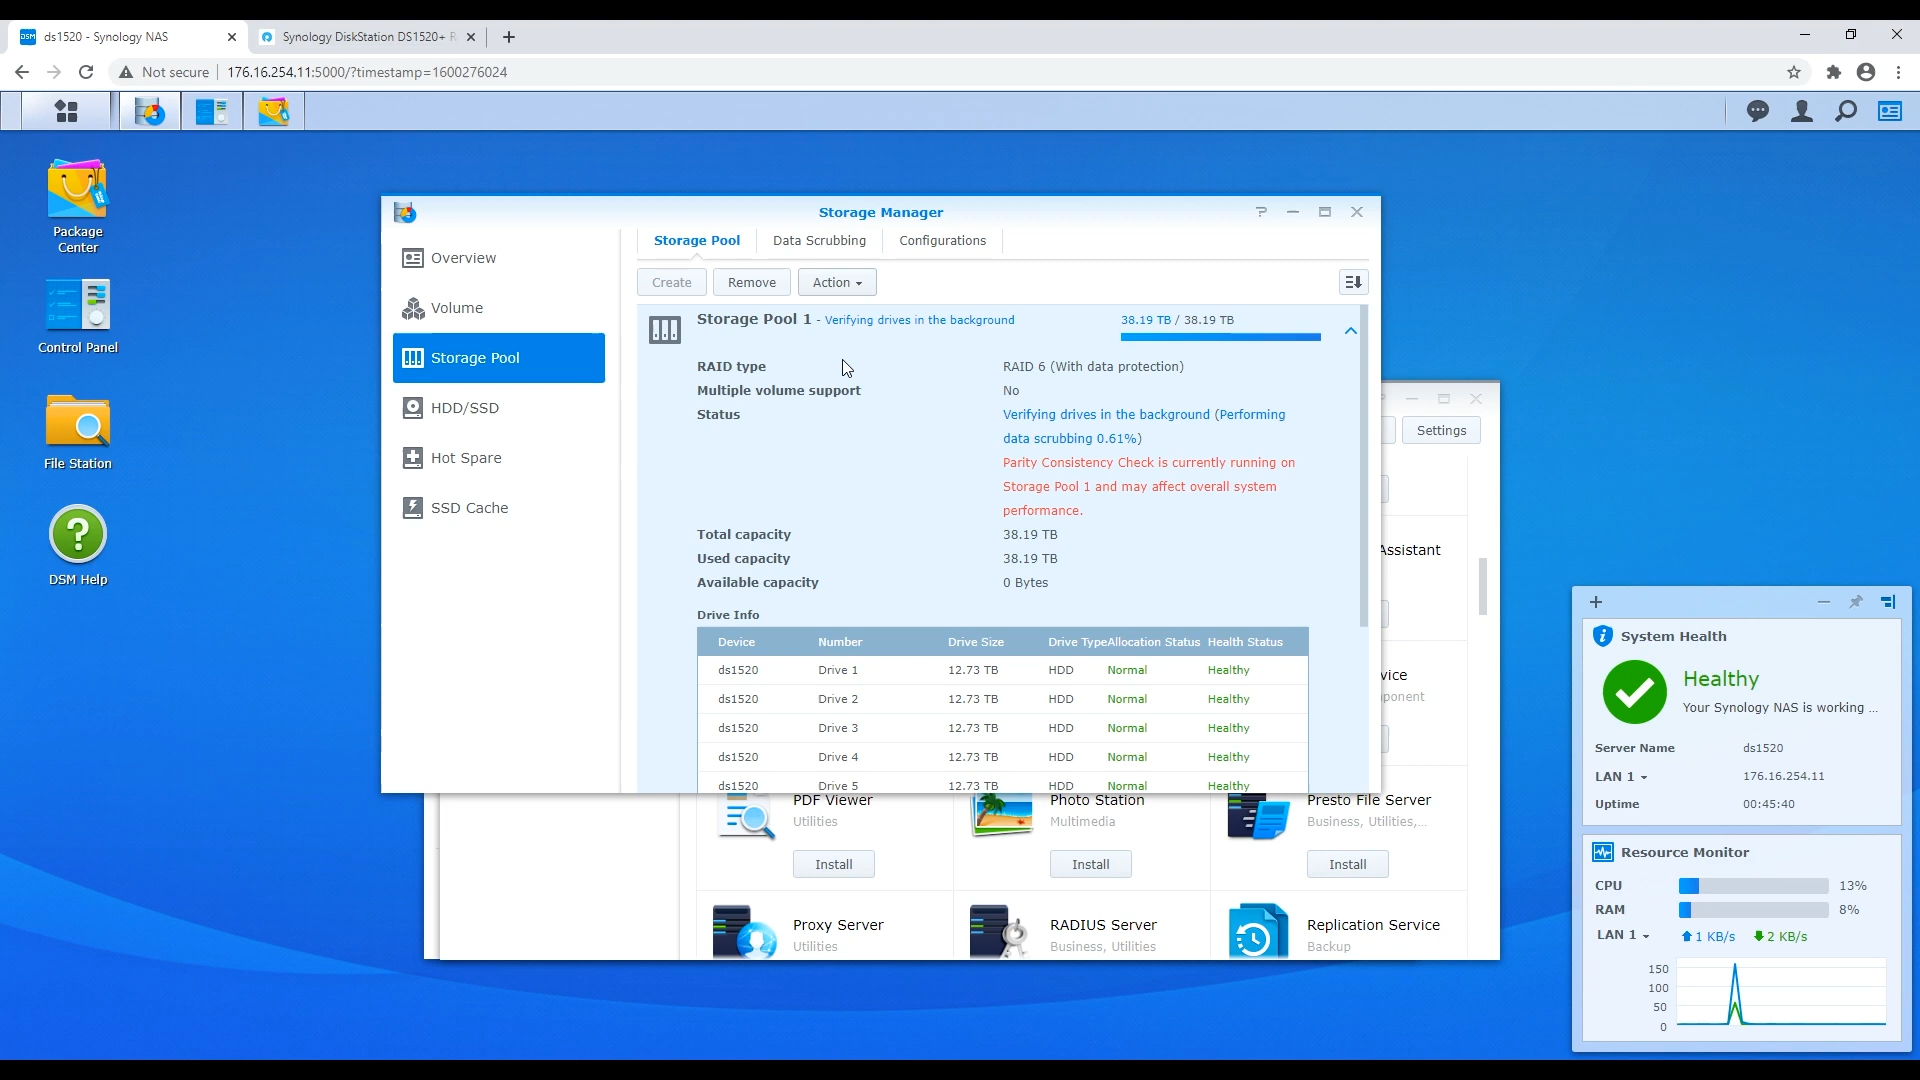 ds1520 - Synology NAS
Synology DiskStation DS1520+ R
Not secure
176.16.254.11:5000/?timestamp=1600276024
Package
Center
Control Panel
File Station
DSM Help
Storage Manager
Overview
Volume
Storage Pool
HDD/SSD
Hot Spare
SSD Cache
Storage Pool
Data Scrubbing
Configurations
Create
Remove
Action
Storage Pool 1 - Verifying drives in the background
38.19 TB / 38.19 TB
RAID type
RAID 6 (With data protection)
Multiple volume support
No
Status
Verifying drives in the background (Performing
data scrubbing 0.61%)
Parity Consistency Check is currently running on
Storage Pool 1 and may affect overall system
performance.
Total capacity
38.19 TB
Used capacity
38.19 TB
Available capacity
0 Bytes
Drive Info
Device Number Drive Size Drive Type Allocation Status Health Status
ds1520 Drive 1 12.73 TB HDD Normal Healthy
ds1520 Drive 2 12.73 TB HDD Normal Healthy
ds1520 Drive 3 12.73 TB HDD Normal Healthy
ds1520 Drive 4 12.73 TB HDD Normal Healthy
ds1520 Drive 5 12.73 TB HDD Normal Healthy
Settings
Assistant
vice
ponent
PDF Viewer
Utilities
Install
Photo Station
Multimedia
Install
Presto File Server
Business, Utilities,...
Install
Proxy Server
Utilities
RADIUS Server
Business, Utilities
Replication Service
Backup
System Health
Healthy
Your Synology NAS is working ...
Server Name ds1520
LAN 1 176.16.254.11
Uptime 00:45:40
Resource Monitor
CPU 13%
RAM 8%
LAN 1 1 KB/s 2 KB/s
150
100
50
0